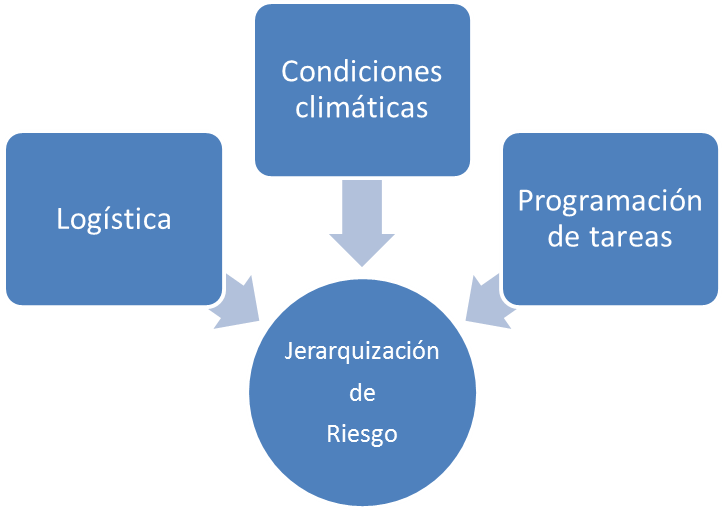 Condiciones
climáticas
Logística
Programación
de tareas
Jerarquización
de
Riesgo